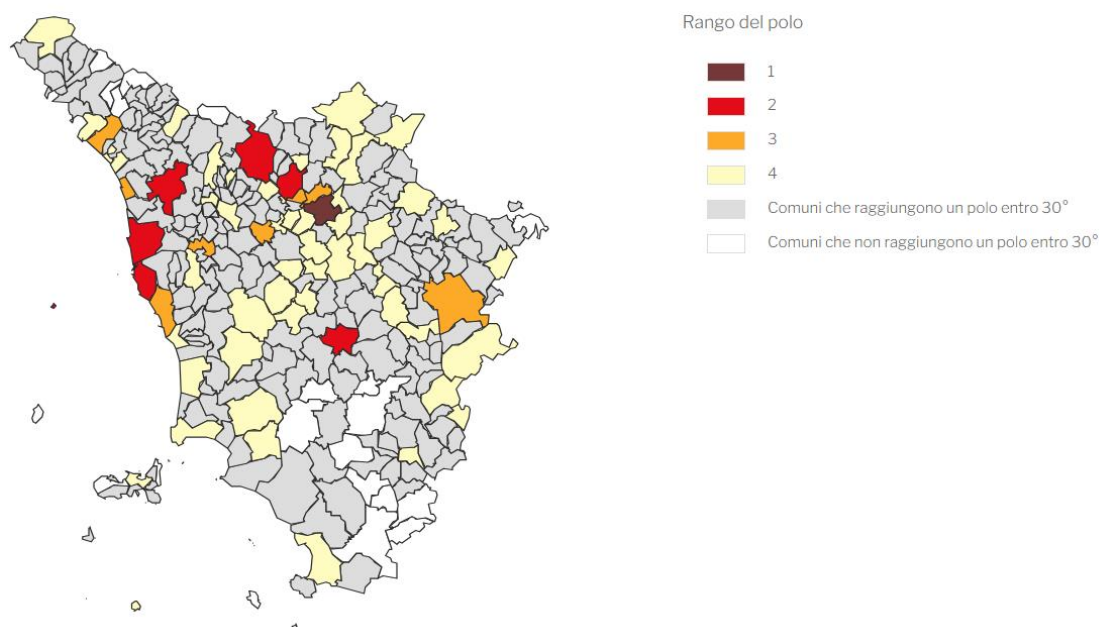 Rango del polo
1
2
3
4
Comuni che raggiungono un polo entro 30°
Comuni che non raggiungono un polo entro 30°